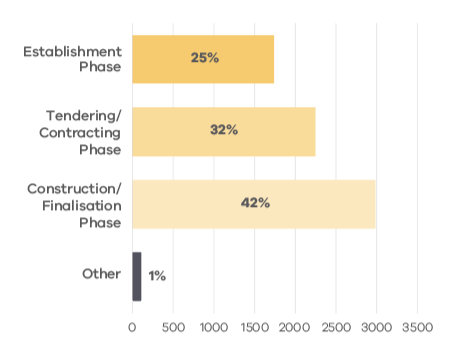 Establishment
Phase
25%
Tendering/
Contracting
Phase
32%
Construction/
Finalisation
Phase
42%
Other
1%
0 500 1000 1500 2000 2500 3000 3500